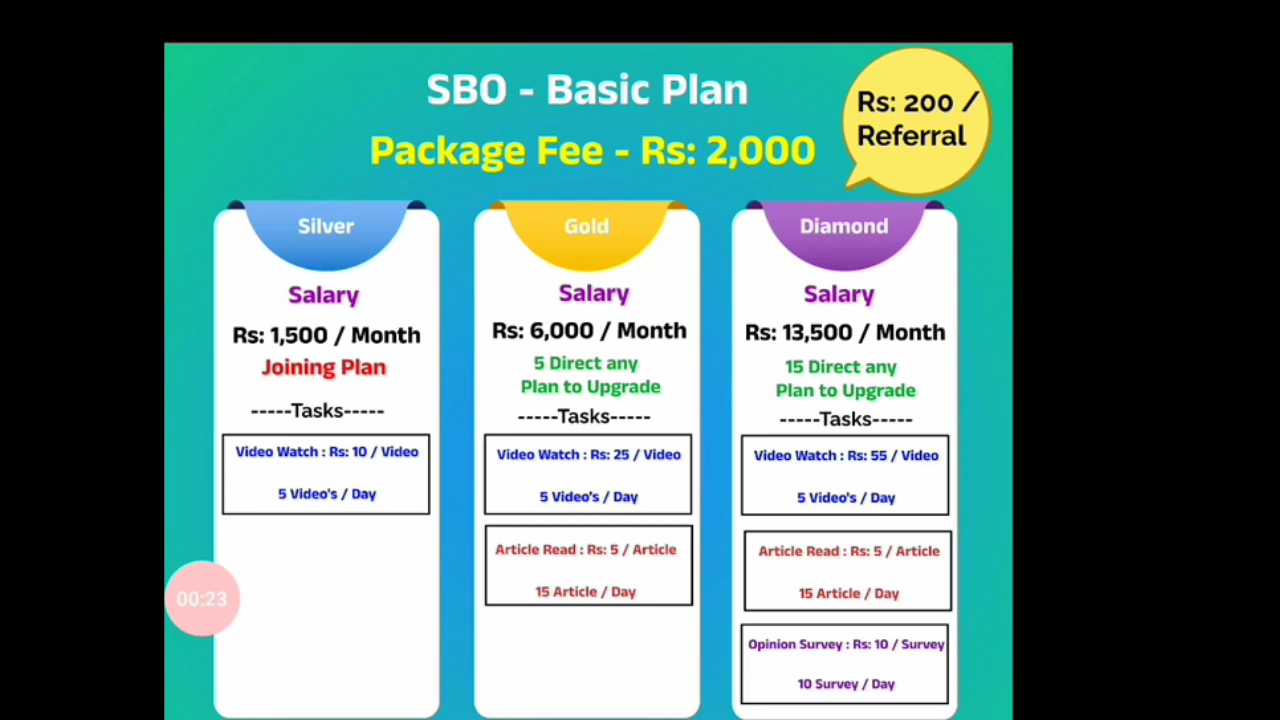 SBO - Basic Plan
Package Fee - Rs: 2,000
Rs: 200 /
Referral
Silver
Salary
Rs: 1,500 / Month
Joining Plan
-----Tasks-----
Video Watch : Rs: 10 / Video
5 Video's / Day
Gold
Salary
Rs: 6,000 / Month
5 Direct any
Plan to Upgrade
-----Tasks-----
Video Watch : Rs: 25 / Video
5 Video's / Day
Article Read : Rs: 5 / Article
15 Article / Day
Diamond
Salary
Rs: 13,500 / Month
15 Direct any
Plan to Upgrade
-----Tasks-----
Video Watch : Rs: 55 / Video
5 Video's / Day
Article Read : Rs: 5 / Article
15 Article / Day
Opinion Survey : Rs: 10 / Survey
10 Survey / Day
00:23